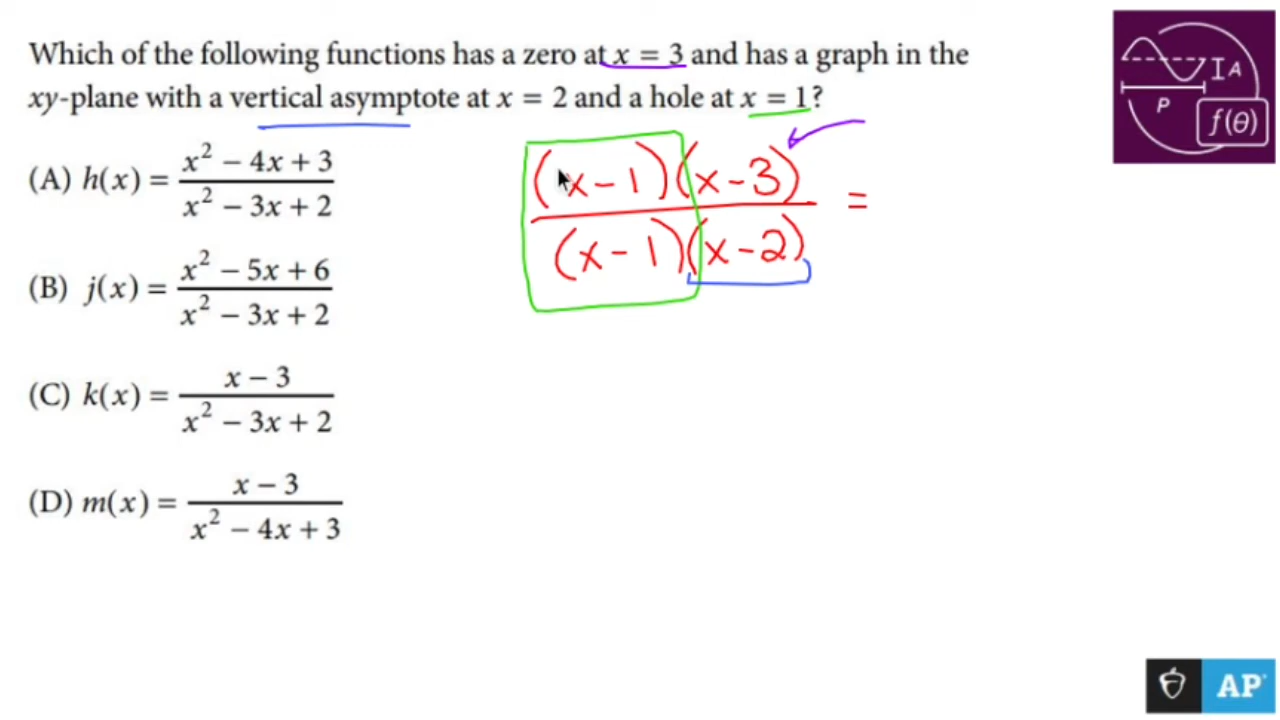 Which of the following functions has a zero at x = 3 and has a graph in the
xy-plane with a vertical asymptote at x = 2 and a hole at x = 1?
(A) h(x) = (x² − 4x + 3)/(x² − 3x + 2)
(B) j(x) = (x² − 5x + 6)/(x² − 3x + 2)
(C) k(x) = (x − 3)/(x² − 3x + 2)
(D) m(x) = (x − 3)/(x² − 4x + 3)
(x − 1)(x − 3)
=
(x − 1)(x − 2)
I A
P
f(θ)
AP